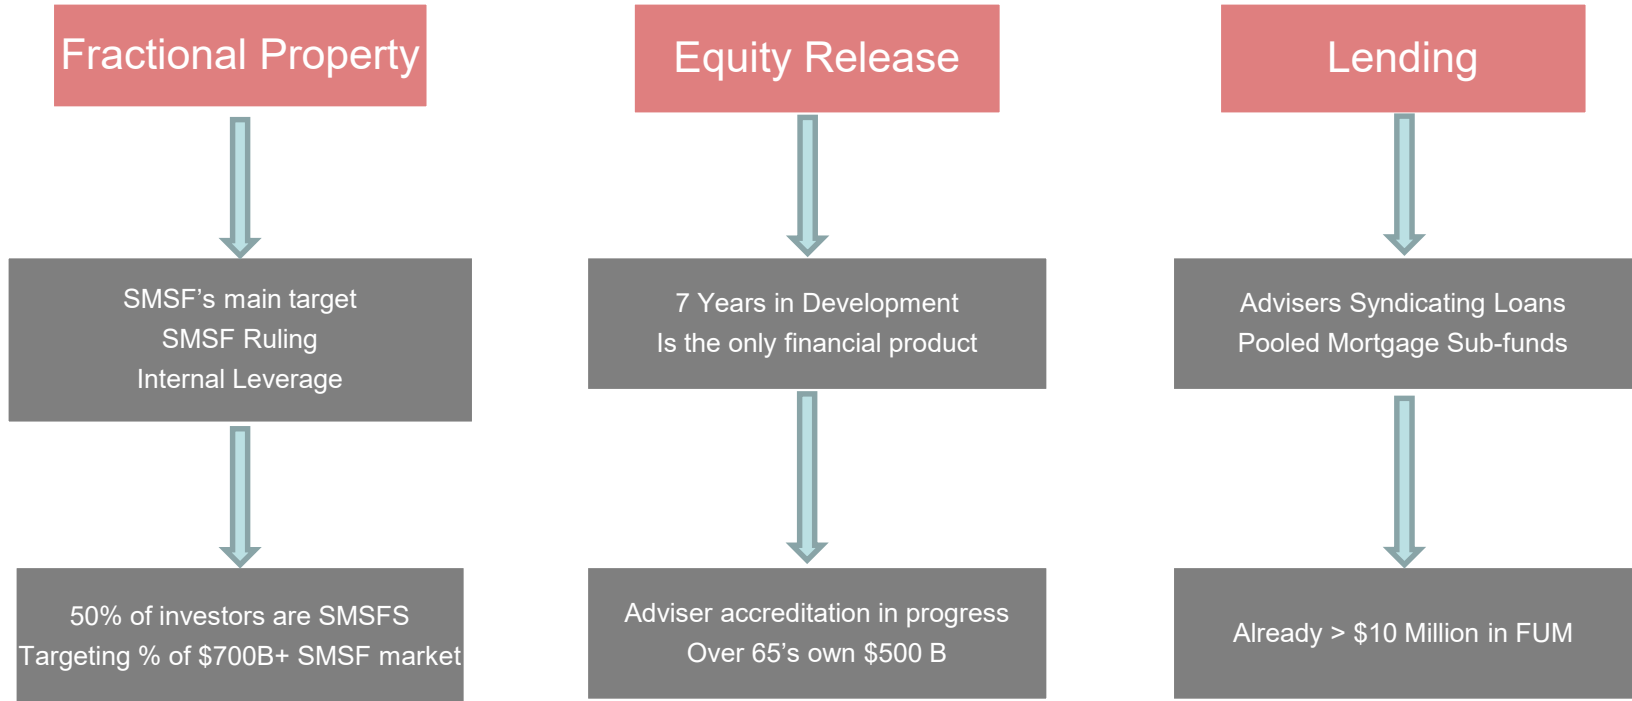 Fractional Property
SMSF’s main target
SMSF Ruling
Internal Leverage
50% of investors are SMSFS
Targeting % of $700B+ SMSF market
Equity Release
7 Years in Development
Is the only financial product
Adviser accreditation in progress
Over 65’s own $500 B
Lending
Advisers Syndicating Loans
Pooled Mortgage Sub-funds
Already > $10 Million in FUM